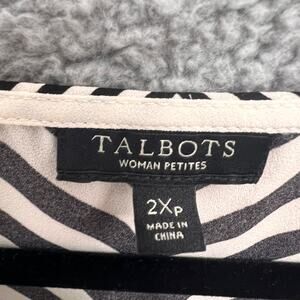 TALBOTS
WOMAN PETITES
2XP
MADE IN
CHINA